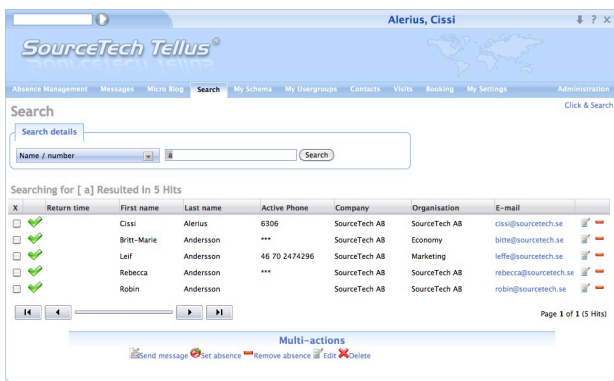 Alerius, Cissi ? x
SourceTech Tellus®
Absence Management Messages Micro Blog Search My Schema My Usergroups Contacts Visits Booking My Settings Administration
Search Click & Search
Search details
Name / number a Search
Searching for [ a] Resulted in 5 Hits
X Return time First name Last name Active Phone Company Organisation E-mail
Cissi Alerius 6306 SourceTech AB SourceTech AB cissi@sourcetech.se
Britt-Marie Andersson *** SourceTech AB Economy bitte@sourcetech.se
Leif Andersson 46 70 2474296 SourceTech AB Marketing leffe@sourcetech.se
Rebecca Andersson *** SourceTech AB SourceTech AB rebecca@sourcetech.se
Robin Andersson SourceTech AB SourceTech AB robin@sourcetech.se
Page 1 of 1 (5 Hits)
Multi-actions
Send message Set absence Remove absence Edit Delete